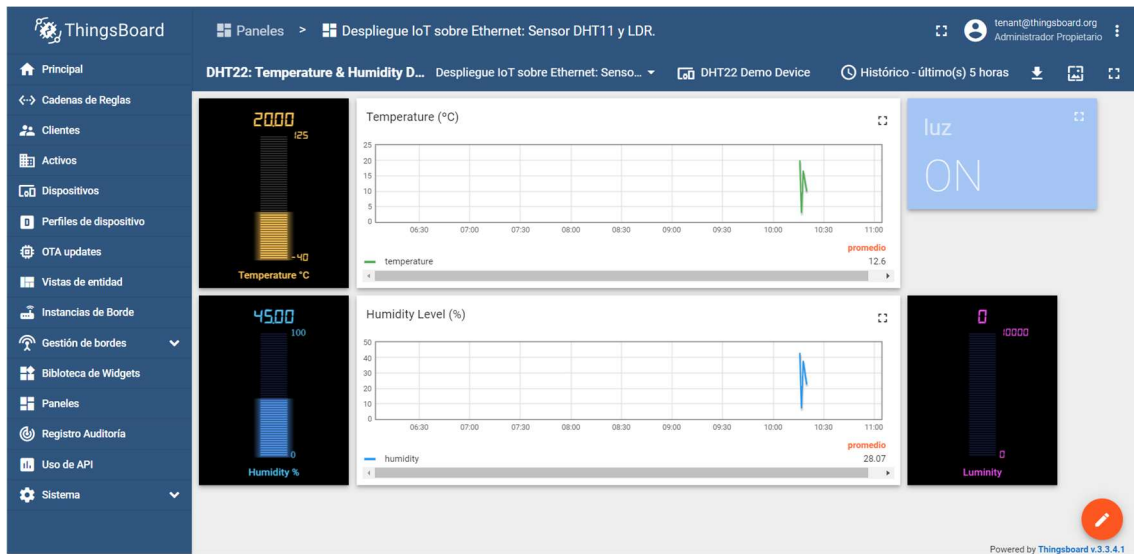 ThingsBoard
Paneles > Despliegue IoT sobre Ethernet: Sensor DHT11 y LDR.
tenant@thingsboard.org
Administrador Propietario
Principal
Cadenas de Reglas
Clientes
Activos
Dispositivos
Perfiles de dispositivo
OTA updates
Vistas de entidad
Instancias de Borde
Gestión de bordes
Bibloteca de Widgets
Paneles
Registro Auditoría
Uso de API
Sistema
DHT22: Temperature & Humidity D... Despliegue IoT sobre Ethernet: Senso... DHT22 Demo Device Histórico - último(s) 5 horas
20.00
125
-40
Temperature °C
Temperature (ºC)
25
20
15
10
5
0
06:30 07:00 07:30 08:00 08:30 09:00 09:30 10:00 10:30 11:00
promedio
temperature 12.6
luz
ON
45.00
100
0
Humidity %
Humidity Level (%)
50
40
30
20
10
0
06:30 07:00 07:30 08:00 08:30 09:00 09:30 10:00 10:30 11:00
promedio
humidity 28.07
0
10000
0
Luminity
Powered by Thingsboard v.3.3.4.1